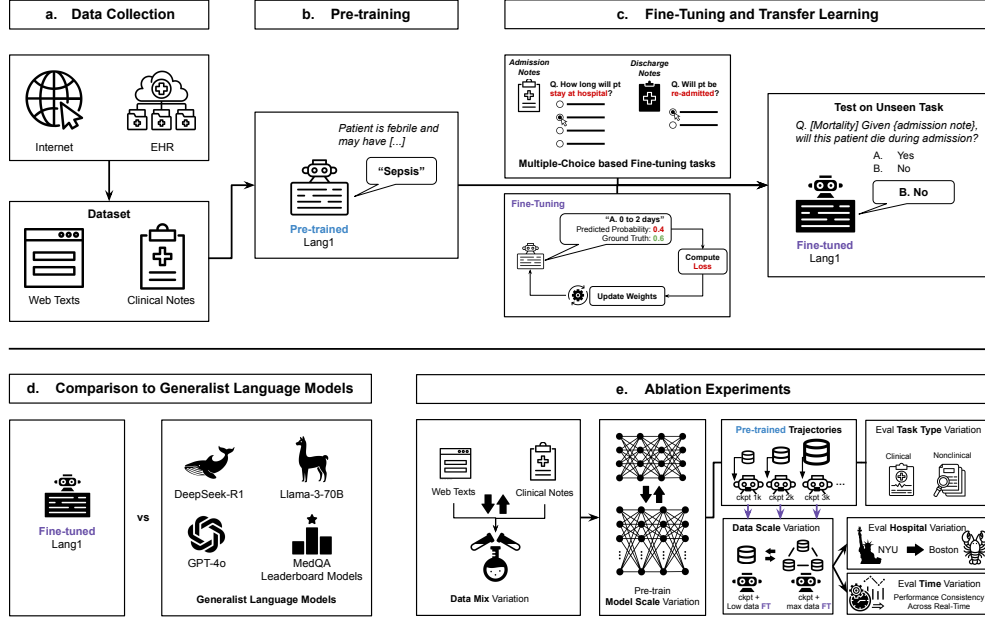 a. Data Collection
b. Pre-training
c. Fine-Tuning and Transfer Learning
Internet
EHR
Dataset
Web Texts
Clinical Notes
Patient is febrile and
may have [...]
“Sepsis”
Pre-trained
Lang1
Admission
Notes
Q. How long will pt
stay at hospital?
Discharge
Notes
Q. Will pt be
re-admitted?
Multiple-Choice based Fine-tuning tasks
Fine-Tuning
“A. 0 to 2 days”
Predicted Probability: 0.4
Ground Truth: 0.6
Compute
Loss
Update Weights
Test on Unseen Task
Q. [Mortality] Given {admission note},
will this patient die during admission?
A. Yes
B. No
B. No
Fine-tuned
Lang1
d. Comparison to Generalist Language Models
e. Ablation Experiments
Fine-tuned
Lang1
vs
DeepSeek-R1
Llama-3-70B
GPT-4o
MedQA
Leaderboard Models
Generalist Language Models
Web Texts
Clinical Notes
Data Mix Variation
Pre-train
Model Scale Variation
Pre-trained Trajectories
ckpt 1k
ckpt 2k
ckpt 3k
...
Data Scale Variation
ckpt +
Low data FT
ckpt +
max data FT
Eval Task Type Variation
Clinical
Nonclinical
Eval Hospital Variation
NYU
Boston
Eval Time Variation
Performance Consistency
Across Real-Time